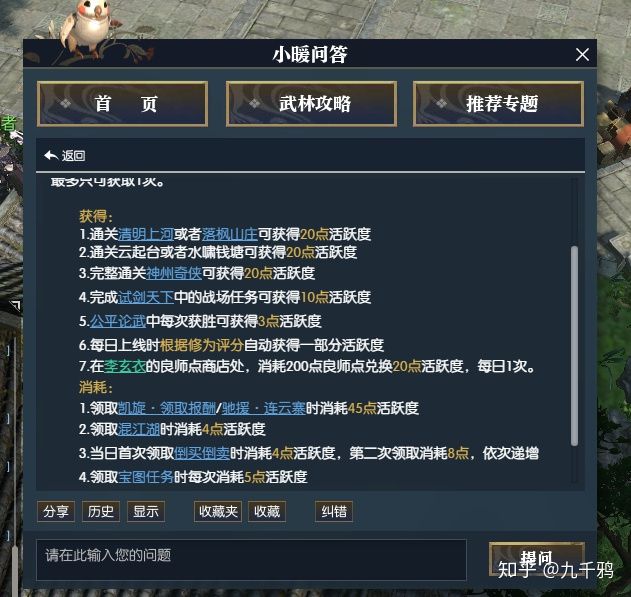 小暖问答
首 页
武林攻略
推荐专题
者
返回
最多只可获取1次。
获得：
1.通关清明上河或者落枫山庄可获得20点活跃度
2.通关云起台或者水啸钱塘可获得20点活跃度
3.完整通关神州奇侠可获得20点活跃度
4.完成试剑天下中的战场任务可获得10点活跃度
5.公平论武中每次获胜可获得3点活跃度
6.每日上线时根据修为评分自动获得一部分活跃度
7.在李玄衣的良师点商店处，消耗200点良师点兑换20点活跃度，每日1次。
消耗：
1.领取凯旋·领取报酬/驰援·连云寨时消耗45点活跃度
2.领取混江湖时消耗4点活跃度
3.当日首次领取倒买倒卖时消耗4点活跃度，第二次领取消耗8点，依次递增
4.领取宝图任务时每次消耗5点活跃度
分享
历史
显示
收藏夹
收藏
纠错
请在此输入您的问题
提问
知乎 @九千鸦